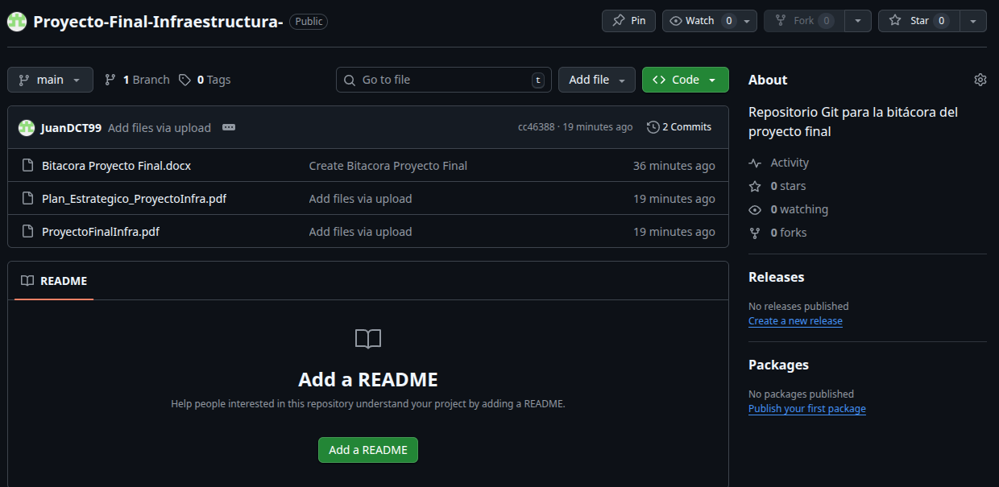 Proyecto-Final-Infraestructura- Public Pin Watch 0 Fork 0 Star 0
main 1 Branch 0 Tags Go to file t Add file Code
JuanDCT99 Add files via upload cc46388 · 19 minutes ago 2 Commits
Bitacora Proyecto Final.docx Create Bitacora Proyecto Final 36 minutes ago
Plan_Estrategico_ProyectoInfra.pdf Add files via upload 19 minutes ago
ProyectoFinalInfra.pdf Add files via upload 19 minutes ago
README
Add a README
Help people interested in this repository understand your project by adding a README.
Add a README
About
Repositorio Git para la bitácora del
proyecto final
Activity
0 stars
0 watching
0 forks
Releases
No releases published
Create a new release
Packages
No packages published
Publish your first package